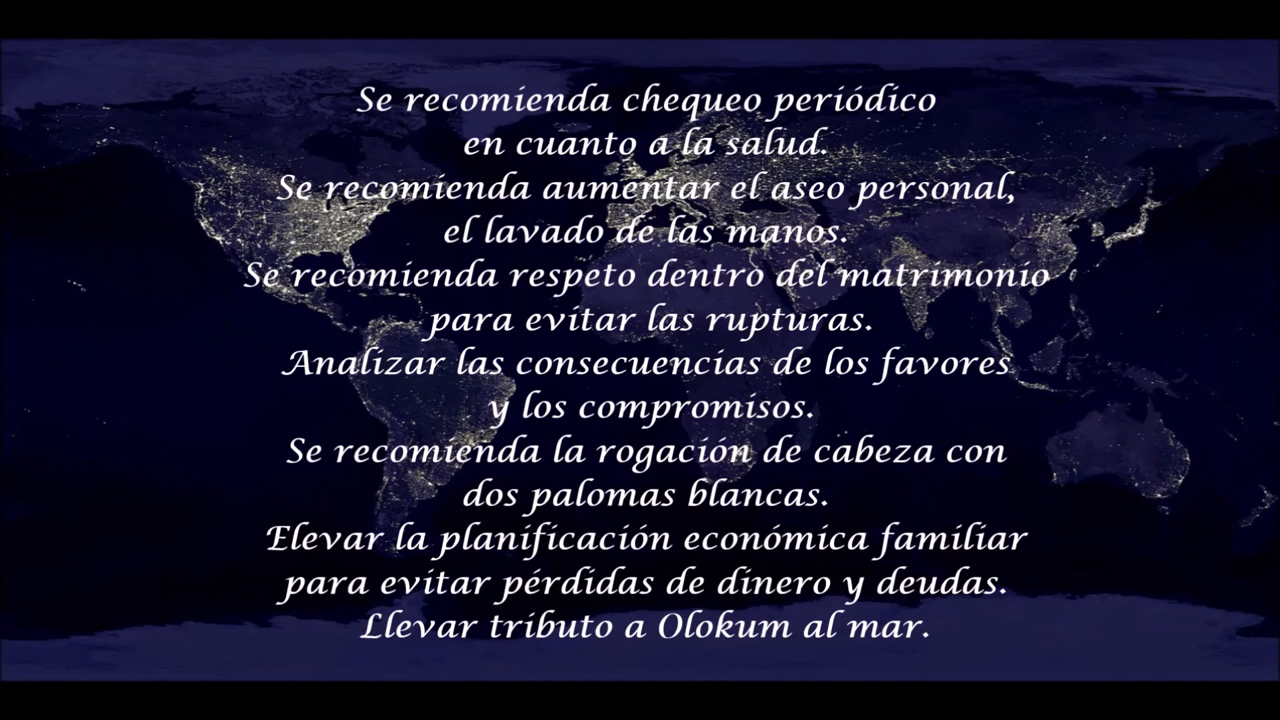 Se recomienda chequeo periódico
en cuanto a la salud.
Se recomienda aumentar el aseo personal,
el lavado de las manos.
Se recomienda respeto dentro del matrimonio
para evitar las rupturas.
Analizar las consecuencias de los favores
y los compromisos.
Se recomienda la rogación de cabeza con
dos palomas blancas.
Elevar la planificación económica familiar
para evitar pérdidas de dinero y deudas.
Llevar tributo a Olokum al mar.